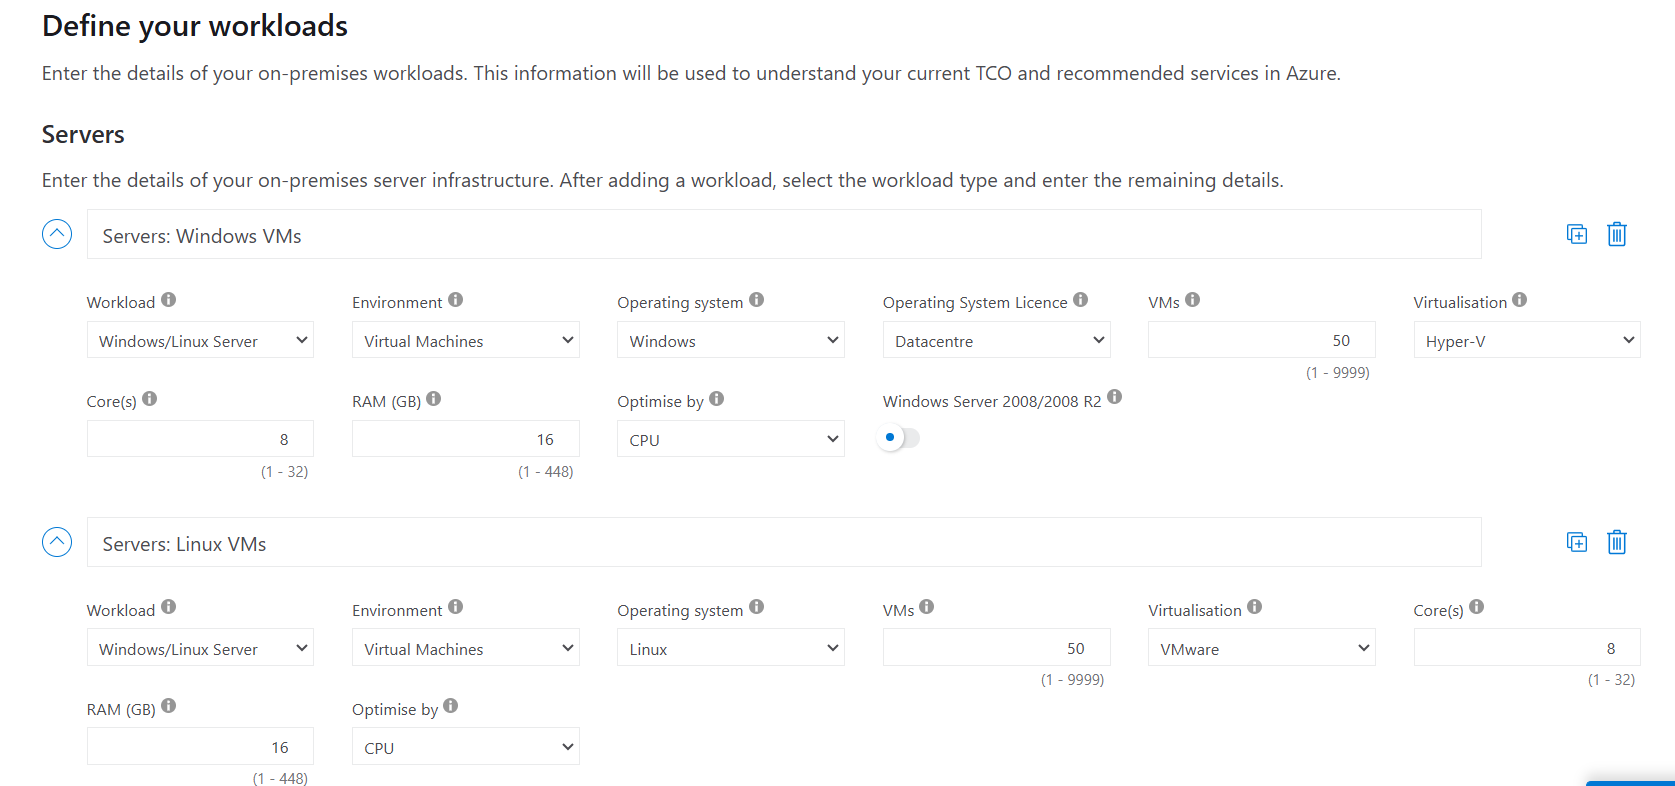 Define your workloads
Enter the details of your on-premises workloads. This information will be used to understand your current TCO and recommended services in Azure.
Servers
Enter the details of your on-premises server infrastructure. After adding a workload, select the workload type and enter the remaining details.
Servers: Windows VMs
Workload Environment Operating system Operating System Licence VMs Virtualisation
Windows/Linux Server Virtual Machines Windows Datacentre 50 Hyper-V
(1 - 9999)
Core(s) RAM (GB) Optimise by Windows Server 2008/2008 R2
8 16 CPU
(1 - 32) (1 - 448)
Servers: Linux VMs
Workload Environment Operating system VMs Virtualisation Core(s)
Windows/Linux Server Virtual Machines Linux 50 VMware 8
(1 - 9999) (1 - 32)
RAM (GB) Optimise by
16 CPU
(1 - 448)